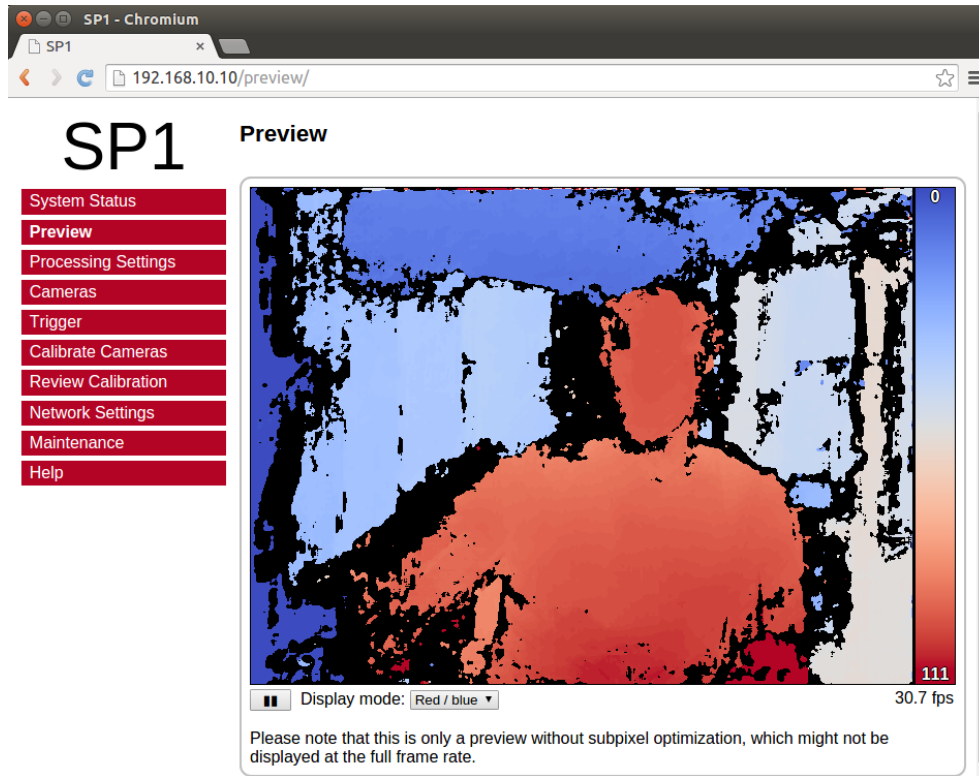 SP1 - Chromium
SP1
192.168.10.10/preview/
SP1
System Status
Preview
Processing Settings
Cameras
Trigger
Calibrate Cameras
Review Calibration
Network Settings
Maintenance
Help
Preview
0
111
Display mode: Red / blue
30.7 fps
Please note that this is only a preview without subpixel optimization, which might not be
displayed at the full frame rate.